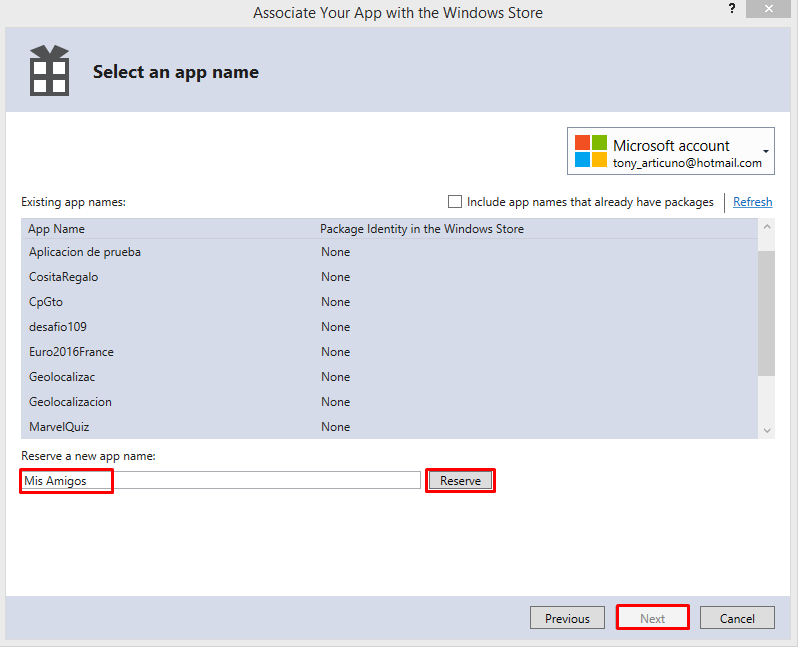 Associate Your App with the Windows Store
?
Select an app name
Microsoft account
tony_articuno@hotmail.com
Existing app names:
Include app names that already have packages
Refresh
App Name Package Identity in the Windows Store
Aplicacion de prueba None
CositaRegalo None
CpGto None
desafio109 None
Euro2016France None
Geolocalizac None
Geolocalizacion None
MarvelQuiz None
Reserve a new app name:
Mis Amigos Reserve
Previous Next Cancel